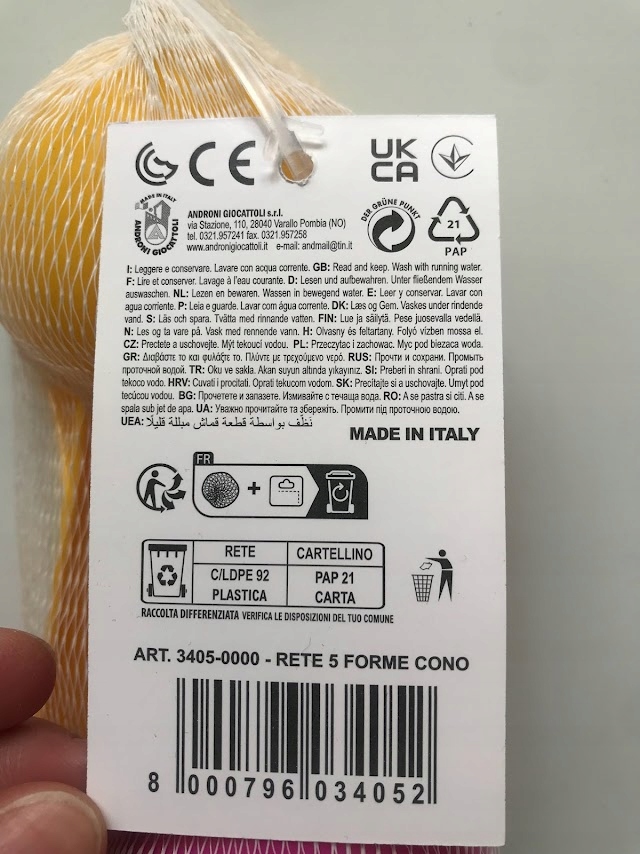 CE
UK
CA
MADE IN ITALY
ANDRONI GIOCATTOLI
ANDRONI GIOCATTOLI s.r.l.
via Stazione, 110, 28040 Varallo Pombia (NO)
tel. 0321.957241 fax. 0321.957258
www.andronigiocattoli.it e-mail: andmail@tin.it
DER GRÜNE PUNKT
21
PAP
I: Leggere e conservare. Lavare con acqua corrente. GB: Read and keep. Wash with running water.
F: Lire et conserver. Lavage à l'eau courante. D: Lesen und aufbewahren. Unter fließendem Wasser
auswaschen. NL: Lezen en bewaren. Wassen in bewegend water. E: Leer y conservar. Lavar con
agua corriente. P: Leia e guarde. Lavar com água corrente. DK: Læs og Gem. Vaskes under rindende
vand. S: Läs och spara. Tvätta med rinnande vatten. FIN: Lue ja säilytä. Pese juosevalla vedellä.
N: Les og ta vare på. Vask med rennende vann. H: Olvasny és feltartany. Folyó vízben mossa el.
CZ: Prectete a uschovejte. Mýt tekoucí vodou. PL: Przeczytac i zachowac. Myc pod biezaca woda.
GR: Διαβάστε το και φυλάξτε το. Πλύντε με τρεχούμενο νερό. RUS: Прочти и сохрани. Промыть
проточной водой. TR: Oku ve sakla. Akan suyun altinda yikayiniz. SI: Preberi in shrani. Oprati pod
tekoco vodo. HRV: Cuvati i procitati. Oprati tekucom vodom. SK: Precítajte si a uschovajte. Umyt pod
tecúcou vodou. BG: Прочетете и запазете. Измивайте с течаща вода. RO: A se pastra si citi. A se
spala sub jet de apa. UA: Уважно прочитайте та збережіть. Промити під проточною водою.
UEA: نَظِّف بواسطة قطعة قماش مبللة قليلًا
MADE IN ITALY
FR
+
RETE CARTELLINO
C/LDPE 92 PAP 21
PLASTICA CARTA
RACCOLTA DIFFERENZIATA VERIFICA LE DISPOSIZIONI DEL TUO COMUNE
ART. 3405-0000 - RETE 5 FORME CONO
8 000796 034052